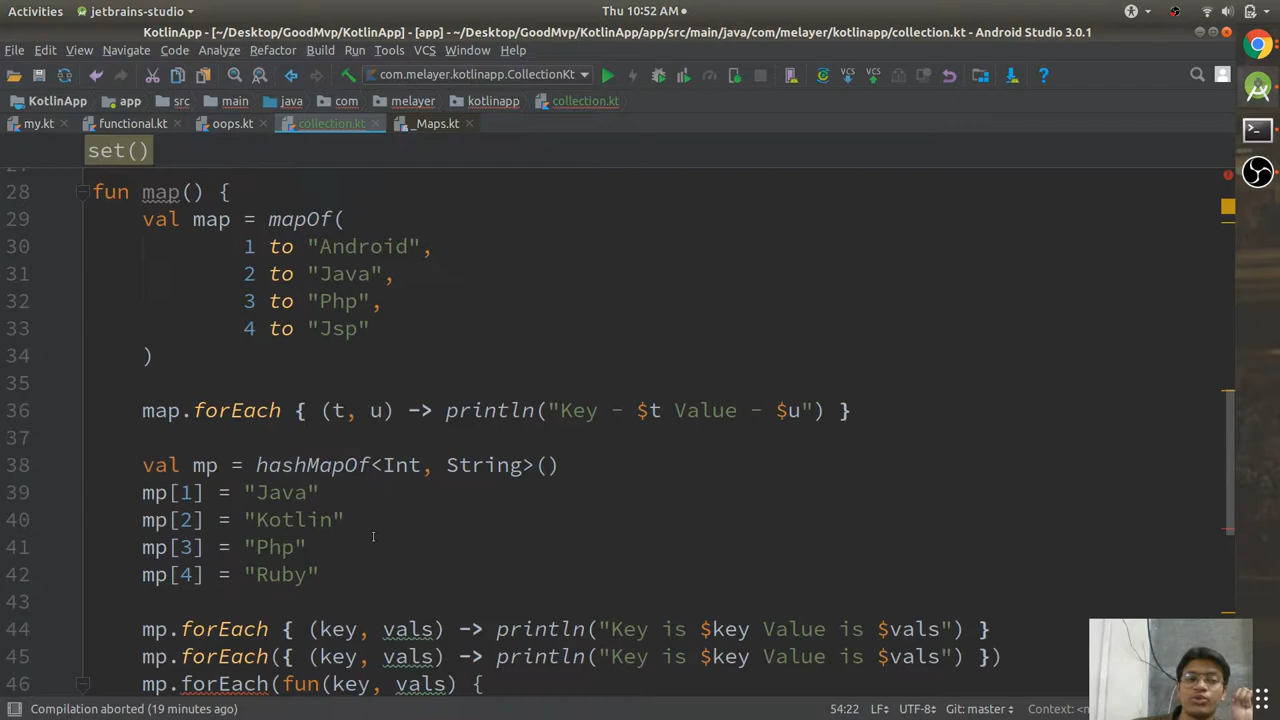 Activities jetbrains-studio Thu 10:52 AM
KotlinApp - [~/Desktop/GoodMvp/KotlinApp] - [app] - ~/Desktop/GoodMvp/KotlinApp/app/src/main/java/com/melayer/kotlinapp/collection.kt - Android Studio 3.0.1
File Edit View Navigate Code Analyze Refactor Build Run Tools VCS Window Help
com.melayer.kotlinapp.CollectionKt VCS VCS ?
KotlinApp app src main java com melayer kotlinapp collection.kt
my.kt functional.kt oops.kt collection.kt _Maps.kt
set()
28 fun map() {
29 val map = mapOf(
30 1 to "Android",
31 2 to "Java",
32 3 to "Php",
33 4 to "Jsp"
34 )
35
36 map.forEach { (t, u) -> println("Key - $t Value - $u") }
37
38 val mp = hashMapOf<Int, String>()
39 mp[1] = "Java"
40 mp[2] = "Kotlin"
41 mp[3] = "Php"
42 mp[4] = "Ruby"
43
44 mp.forEach { (key, vals) -> println("Key is $key Value is $vals") }
45 mp.forEach({ (key, vals) -> println("Key is $key Value is $vals") })
46 mp.forEach(fun(key, vals) {
Compilation aborted (19 minutes ago) 54:22 LF÷ UTF-8÷ Git: master÷ Context: